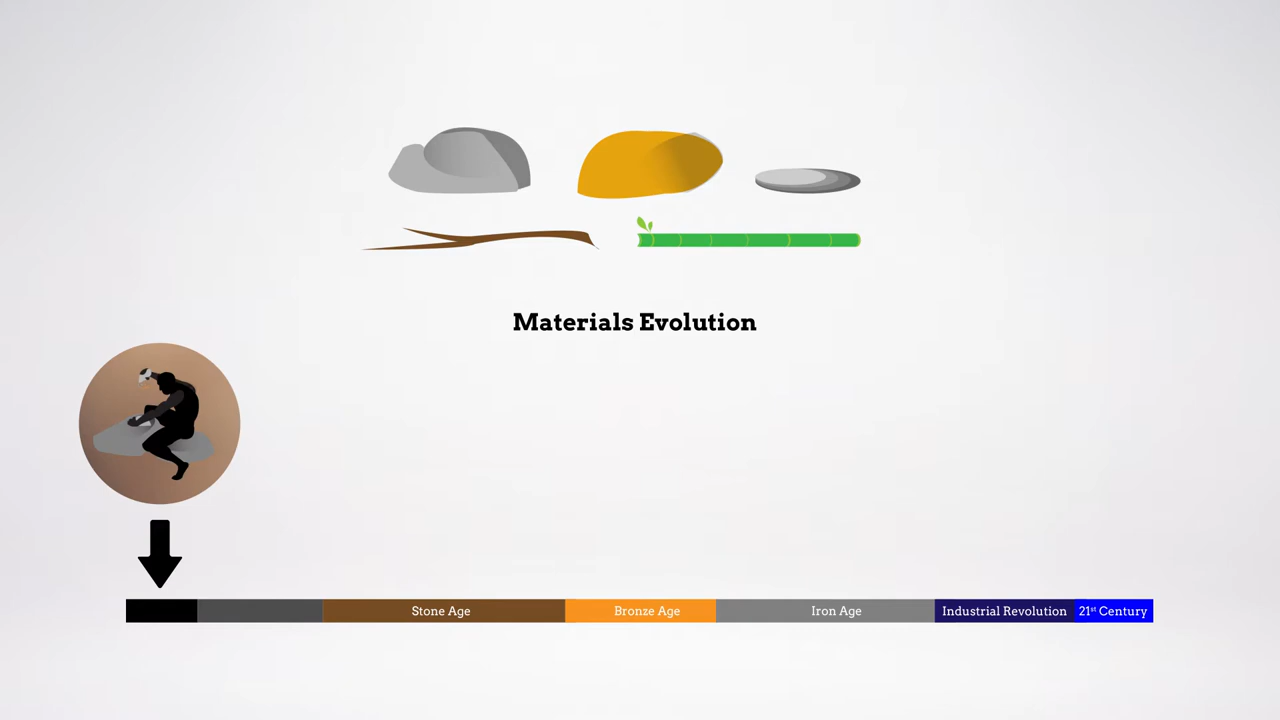 Materials Evolution
Stone Age
Bronze Age
Iron Age
Industrial Revolution
21st Century